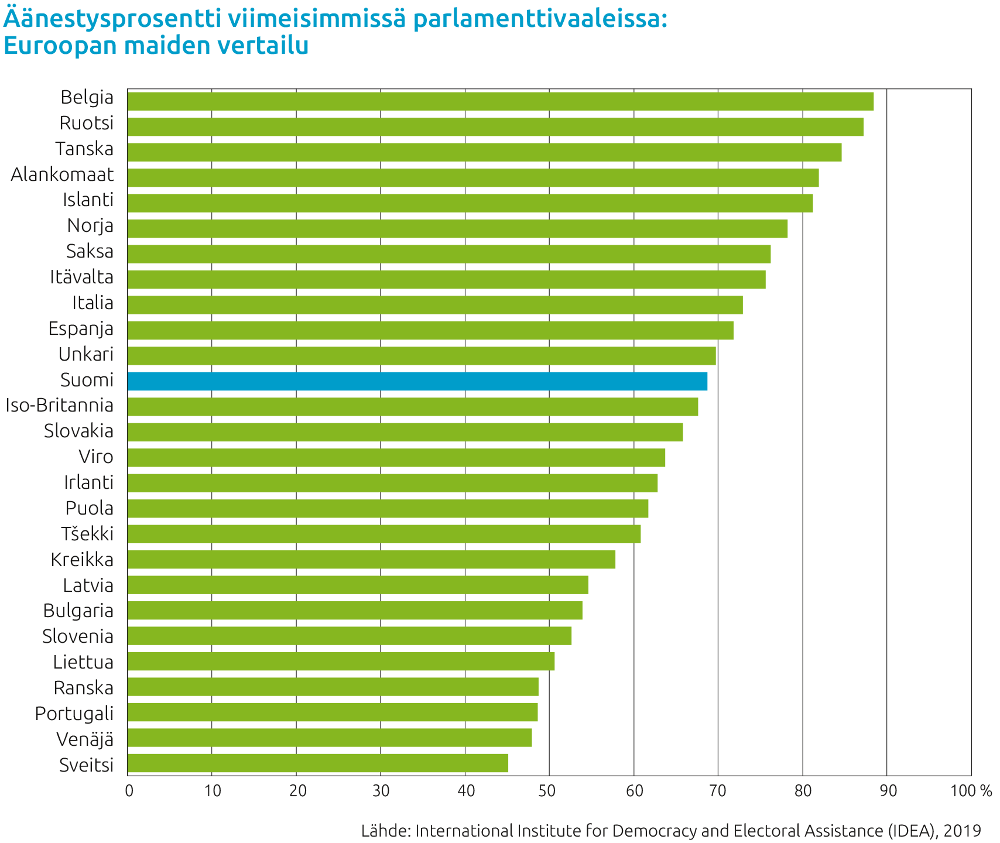 Äänestysprosentti viimeisimmissä parlamenttivaaleissa:
Euroopan maiden vertailu
Belgia
Ruotsi
Tanska
Alankomaat
Islanti
Norja
Saksa
Itävalta
Italia
Espanja
Unkari
Suomi
Iso-Britannia
Slovakia
Viro
Irlanti
Puola
Tšekki
Kreikka
Latvia
Bulgaria
Slovenia
Liettua
Ranska
Portugali
Venäjä
Sveitsi
0 10 20 30 40 50 60 70 80 90 100 %
Lähde: International Institute for Democracy and Electoral Assistance (IDEA), 2019